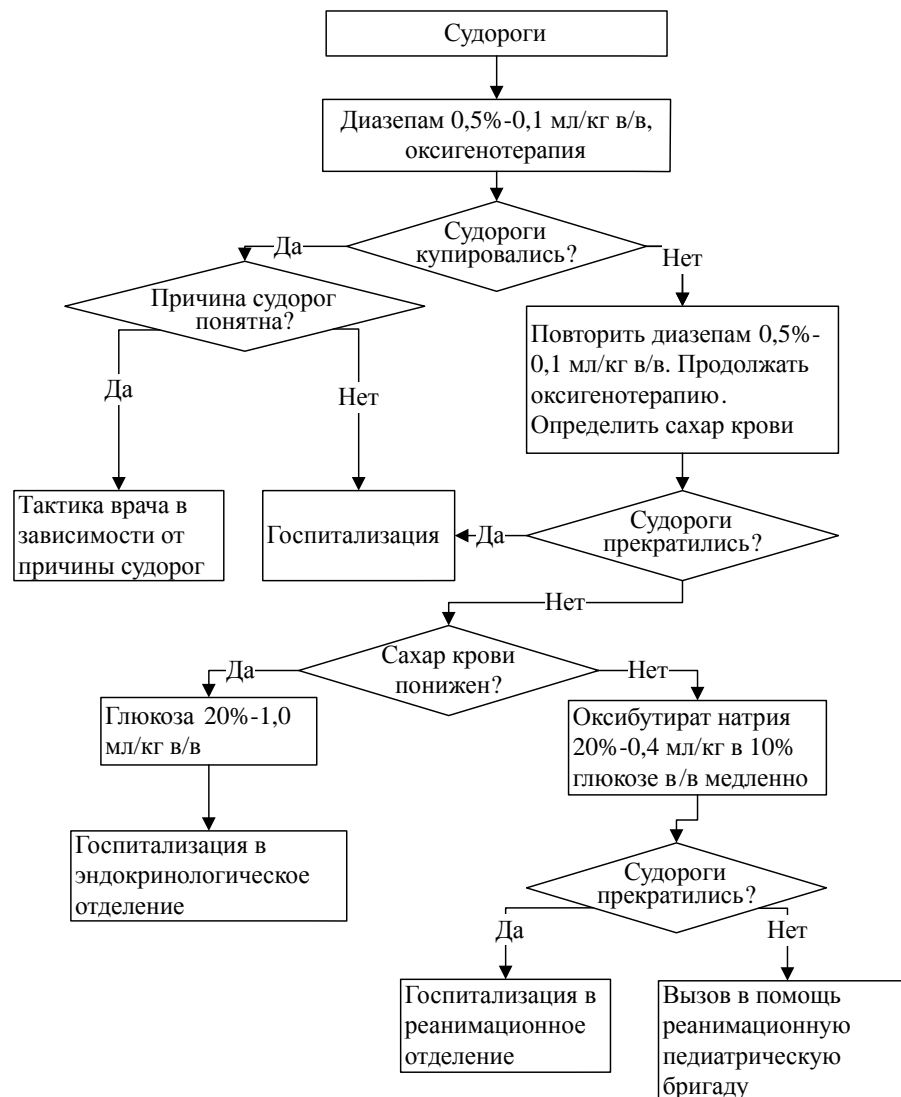 Судороги
Диазепам 0,5%-0,1 мл/кг в/в,
оксигенотерапия
Судороги
купировались?
Да
Нет
Причина судорог
понятна?
Повторить диазепам 0,5%-
0,1 мл/кг в/в. Продолжать
оксигенотерапию.
Определить сахар крови
Да
Нет
Тактика врача в
зависимости от
причины судорог
Госпитализация
Да
Судороги
прекратились?
Нет
Сахар крови
понижен?
Да
Нет
Глюкоза 20%-1,0
мл/кг в/в
Оксибутират натрия
20%-0,4 мл/кг в 10%
глюкозе в/в медленно
Госпитализация в
эндокринологическое
отделение
Судороги
прекратились?
Да
Нет
Госпитализация в
реанимационное
отделение
Вызов в помощь
реанимационную
педиатрическую
бригаду